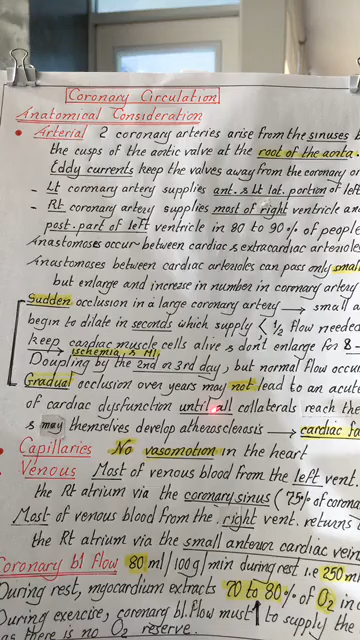 Coronary Circulation
Anatomical Consideration
• Arterial 2 coronary arteries arise from the sinuses
the cusps of the aortic valve at the root of the aorta.
Eddy currents keep the valves away from the coronary or
- Lt coronary artery supplies ant. & Lt lat. portion of left
- Rt coronary artery supplies most of right ventricle and
post. part of left ventricle in 80 to 90% of people
Anastomoses occur between cardiac & extracardiac arterioles
Anastomoses between cardiac arterioles can pass only
but enlarge and increase in number in coronary artery
Sudden occlusion in a large coronary artery → small a
begin to dilate in seconds which supply < 1/2 flow needed
keep cardiac muscle cells alive & don't enlarge for 8-
→ ischemia & MI
Doupling by the 2nd or 3rd day, but normal flow occur
Gradual occlusion over years may not lead to an acute
of cardiac dysfunction until all collaterals reach the
& may themselves develop atherosclerosis → cardiac fa
• Capillaries No vasomotion in the heart
• Venous Most of venous blood from the left vent.
the Rt atrium via the coronary sinus (75% of coronar
Most of venous blood from the right vent. returns
the Rt atrium via the small anterior cardiac vein
Coronary bl flow 80 ml/100g/min during rest i.e 250 m
During rest, myocardium extracts 70 to 80% of O2 in
During exercise, coronary bl. flow must ↑ to supply the
as there is no O2 reserve.